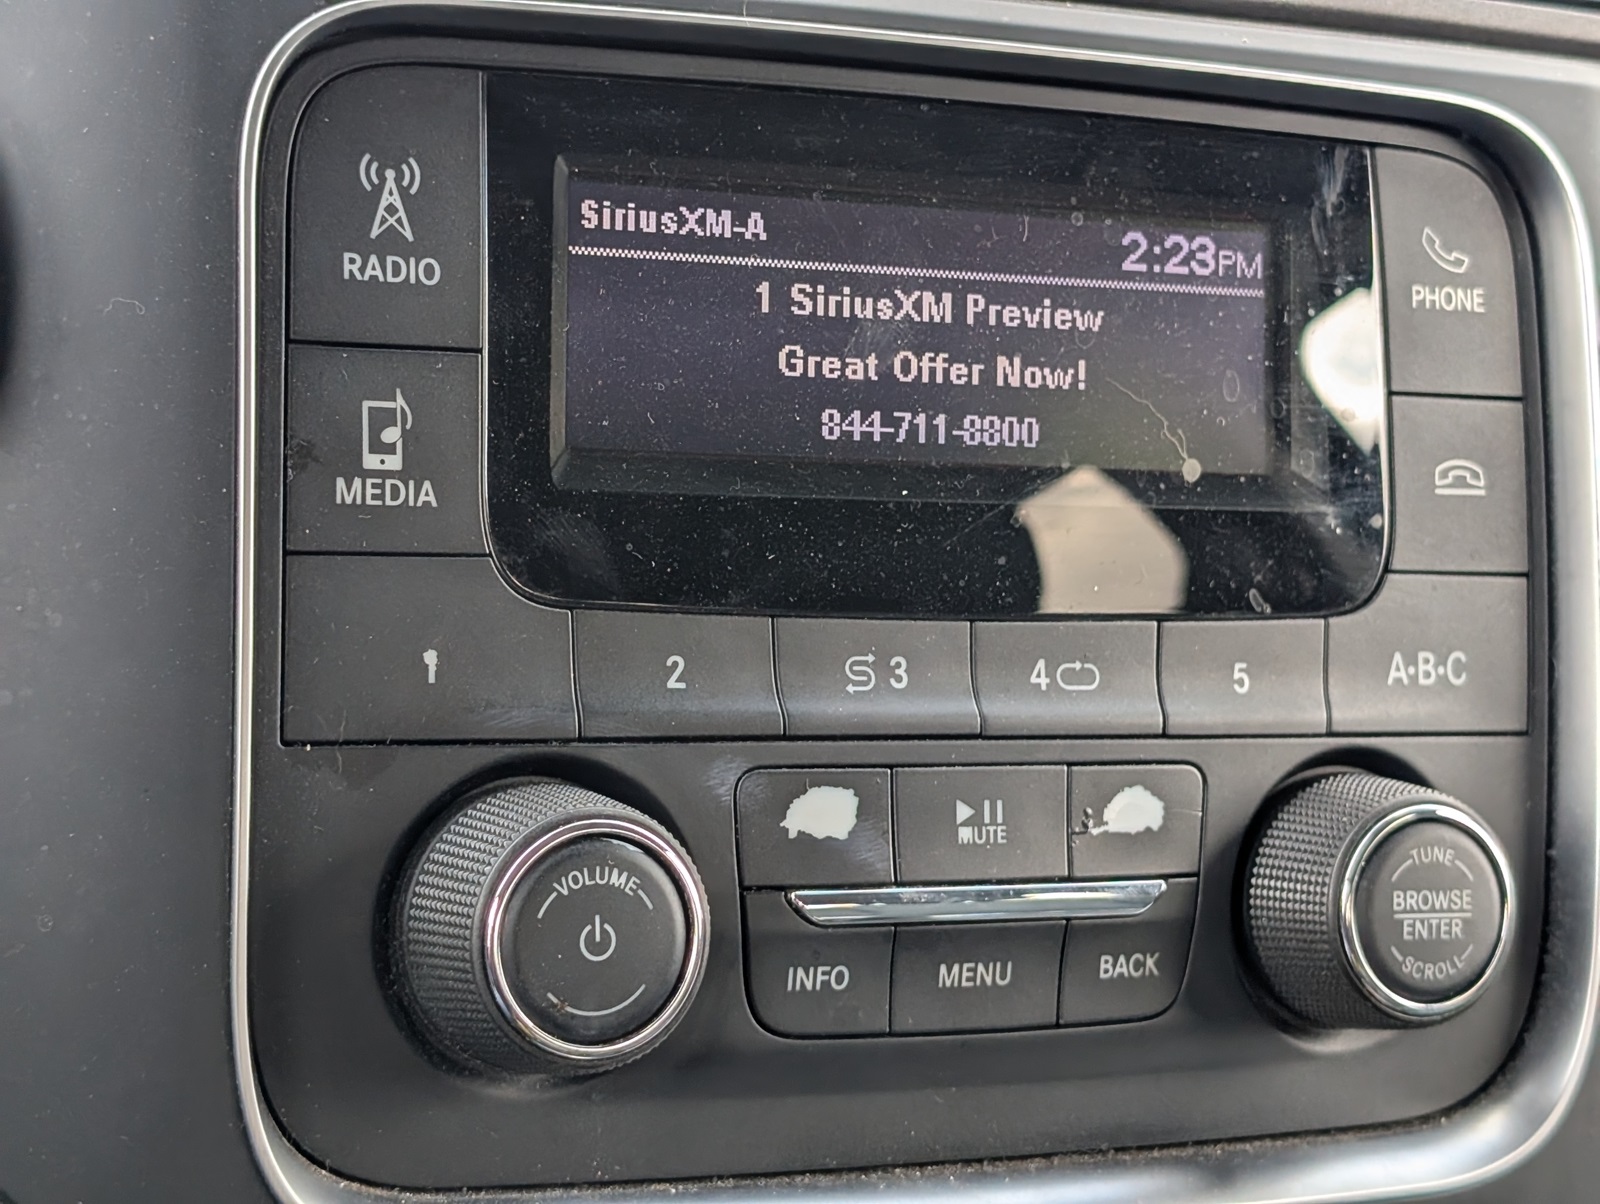 SiriusXM-A
2:23PM
1 SiriusXM Preview
Great Offer Now!
844-711-8800
RADIO
MEDIA
PHONE
1
2
3
4
5
A·B·C
VOLUME
MUTE
INFO
MENU
BACK
TUNE
BROWSE
ENTER
SCROLL